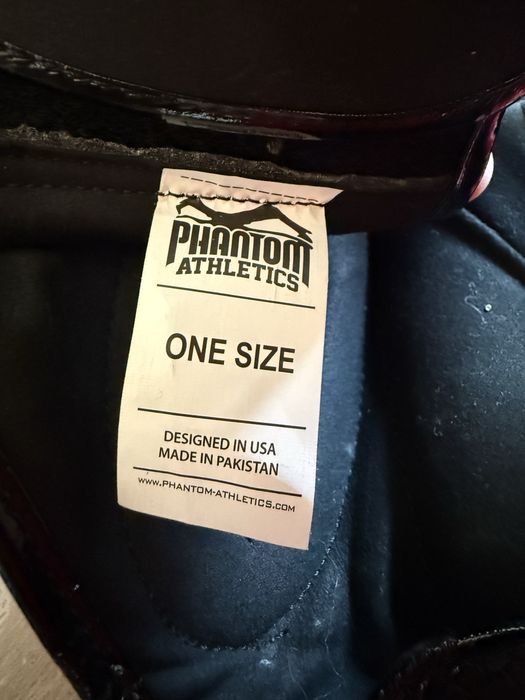 PHANTOM
ATHLETICS
ONE SIZE
DESIGNED IN USA
MADE IN PAKISTAN
WWW.PHANTOM-ATHLETICS.COM